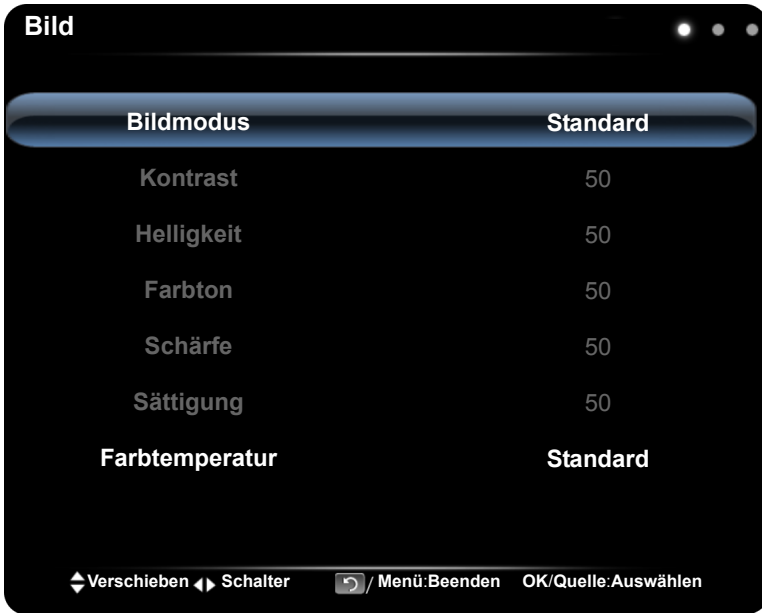 Bild
Bildmodus Standard
Kontrast 50
Helligkeit 50
Farbton 50
Schärfe 50
Sättigung 50
Farbtemperatur Standard
Verschieben Schalter / Menü:Beenden OK/Quelle:Auswählen